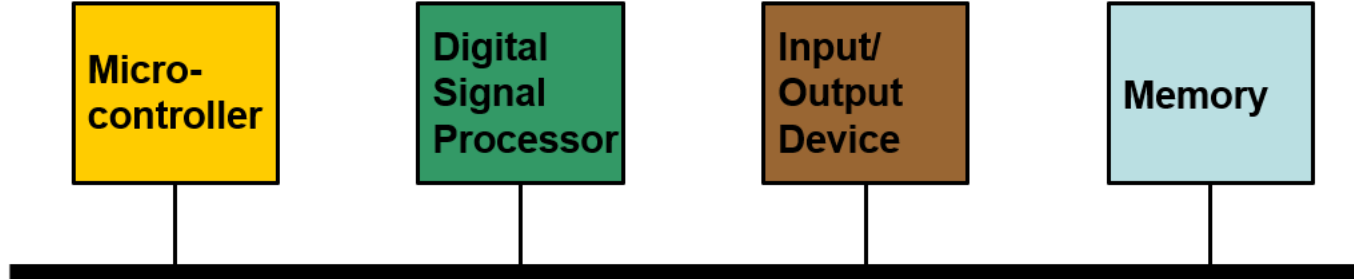 Micro-
controller
Digital
Signal
Processor
Input/
Output
Device
Memory